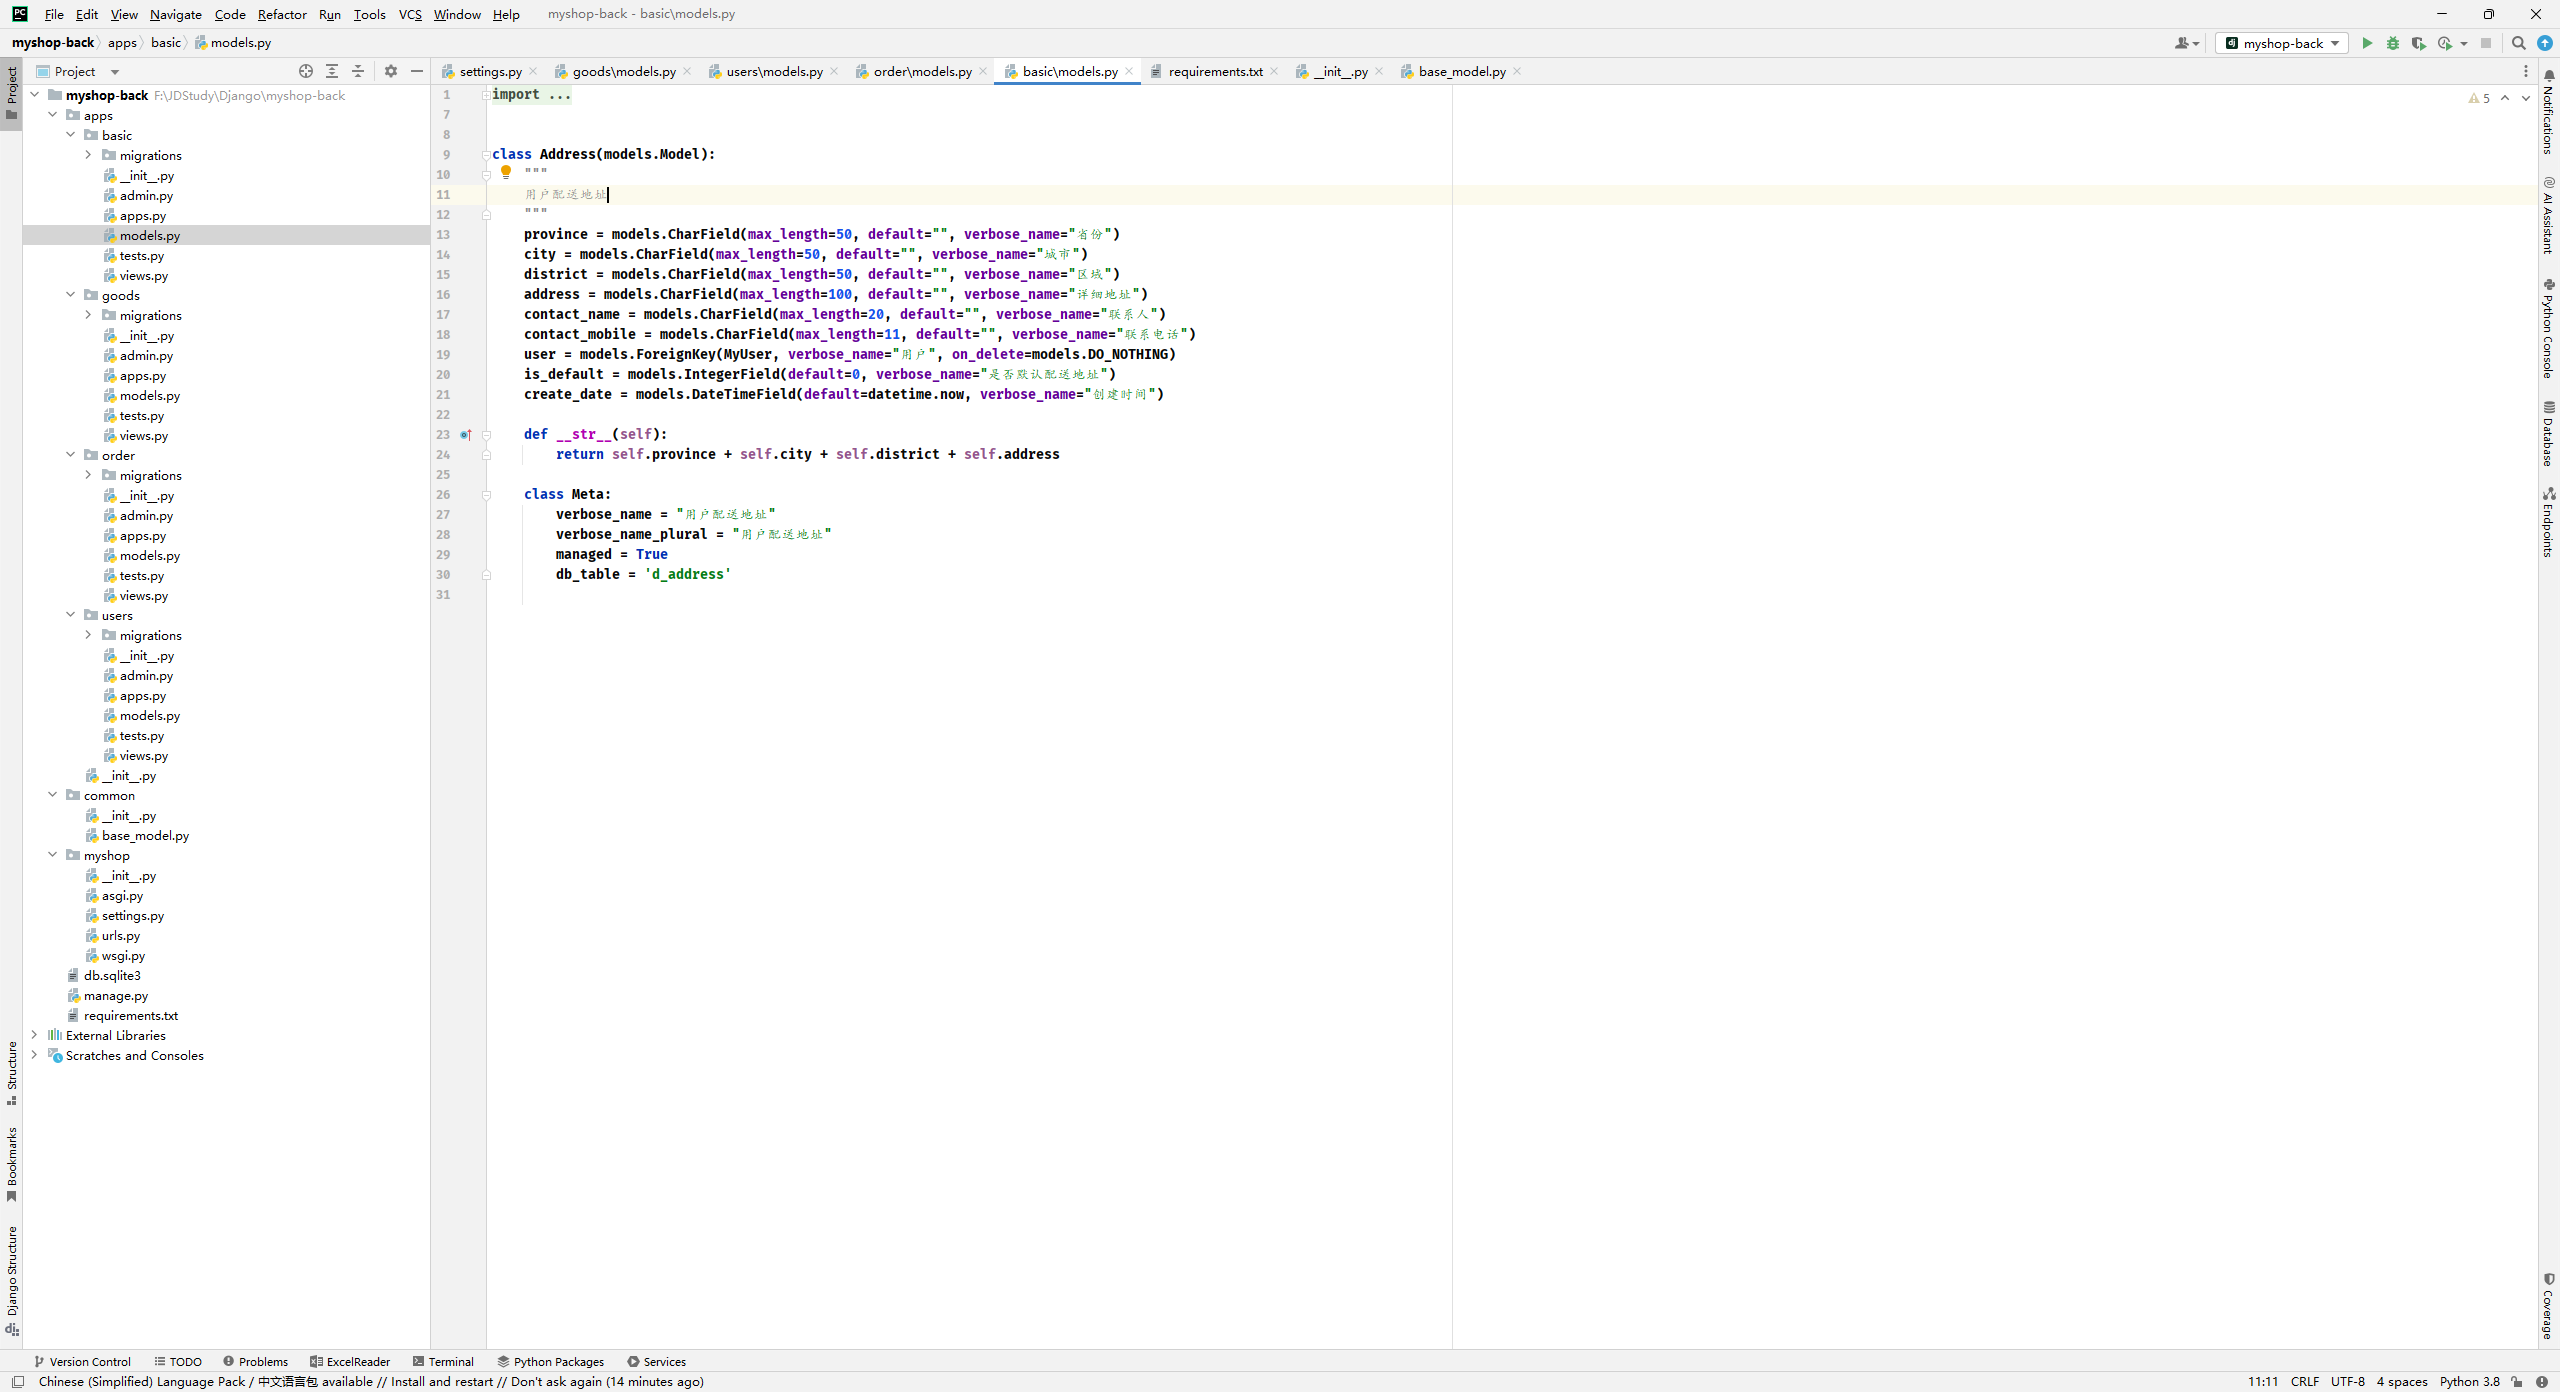 File Edit View Navigate Code Refactor Run Tools VCS Window Help myshop-back - basic\models.py
myshop-back apps basic models.py
myshop-back
Project
settings.py goods\models.py users\models.py order\models.py basic\models.py requirements.txt __init__.py base_model.py
Project
myshop-back F:\JDStudy\Django\myshop-back
apps
basic
migrations
__init__.py
admin.py
apps.py
models.py
tests.py
views.py
goods
migrations
__init__.py
admin.py
apps.py
models.py
tests.py
views.py
order
migrations
__init__.py
admin.py
apps.py
models.py
tests.py
views.py
users
migrations
__init__.py
admin.py
apps.py
models.py
tests.py
views.py
__init__.py
common
__init__.py
base_model.py
myshop
__init__.py
asgi.py
settings.py
urls.py
wsgi.py
db.sqlite3
manage.py
requirements.txt
External Libraries
Scratches and Consoles
Structure
Bookmarks
Django Structure
1 import ...
7
8
9 class Address(models.Model):
10 """
11 用户配送地址
12 """
13 province = models.CharField(max_length=50, default="", verbose_name="省份")
14 city = models.CharField(max_length=50, default="", verbose_name="城市")
15 district = models.CharField(max_length=50, default="", verbose_name="区域")
16 address = models.CharField(max_length=100, default="", verbose_name="详细地址")
17 contact_name = models.CharField(max_length=20, default="", verbose_name="联系人")
18 contact_mobile = models.CharField(max_length=11, default="", verbose_name="联系电话")
19 user = models.ForeignKey(MyUser, verbose_name="用户", on_delete=models.DO_NOTHING)
20 is_default = models.IntegerField(default=0, verbose_name="是否默认配送地址")
21 create_date = models.DateTimeField(default=datetime.now, verbose_name="创建时间")
22
23 def __str__(self):
24 return self.province + self.city + self.district + self.address
25
26 class Meta:
27 verbose_name = "用户配送地址"
28 verbose_name_plural = "用户配送地址"
29 managed = True
30 db_table = 'd_address'
31
5
Notifications
AI Assistant
Python Console
Database
Endpoints
Coverage
Version Control TODO Problems ExcelReader Terminal Python Packages Services
Chinese (Simplified) Language Pack / 中文语言包 available // Install and restart // Don't ask again (14 minutes ago) 11:11 CRLF UTF-8 4 spaces Python 3.8